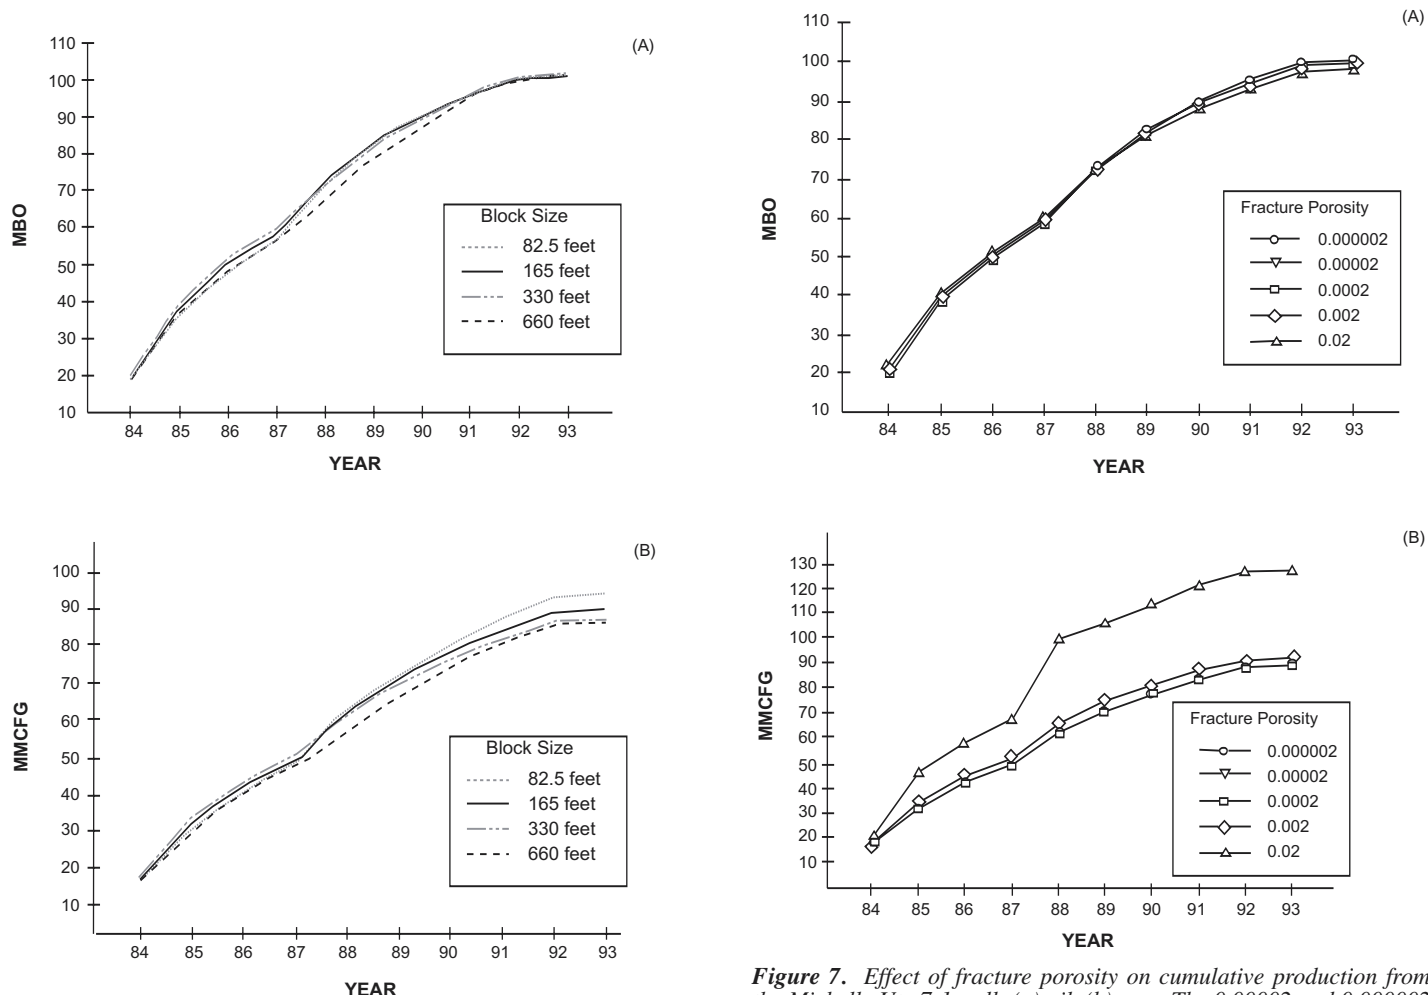 (A)
110
100
90
80
70
60
50
40
30
20
10
MBO
84 85 86 87 88 89 90 91 92 93
YEAR
Block Size
82.5 feet
165 feet
330 feet
660 feet
(B)
100
90
80
70
60
50
40
30
20
10
MMCFG
84 85 86 87 88 89 90 91 92 93
YEAR
Block Size
82.5 feet
165 feet
330 feet
660 feet
(A)
110
100
90
80
70
60
50
40
30
20
10
MBO
84 85 86 87 88 89 90 91 92 93
YEAR
Fracture Porosity
0.000002
0.00002
0.0002
0.002
0.02
(B)
130
120
110
100
90
80
70
60
50
40
30
20
10
MMCFG
84 85 86 87 88 89 90 91 92 93
YEAR
Fracture Porosity
0.000002
0.00002
0.0002
0.002
0.02
Figure 7. Effect of fracture porosity on cumulative production from